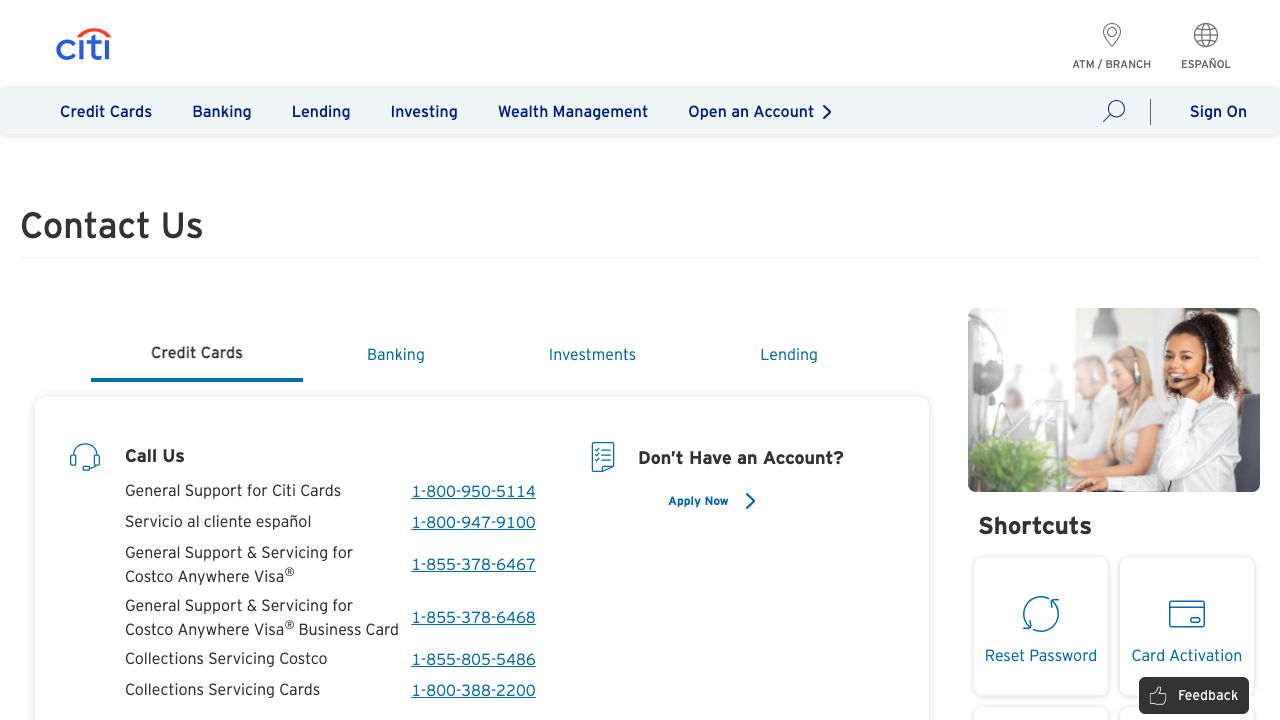 citi
ATM / BRANCH
ESPAÑOL
Credit Cards
Banking
Lending
Investing
Wealth Management
Open an Account
Sign On
Contact Us
Credit Cards
Banking
Investments
Lending
Call Us
General Support for Citi Cards
1-800-950-5114
Servicio al cliente español
1-800-947-9100
General Support & Servicing for
Costco Anywhere Visa®
1-855-378-6467
General Support & Servicing for
Costco Anywhere Visa® Business Card
1-855-378-6468
Collections Servicing Costco
1-855-805-5486
Collections Servicing Cards
1-800-388-2200
Don't Have an Account?
Apply Now
Shortcuts
Reset Password
Card Activation
Feedback